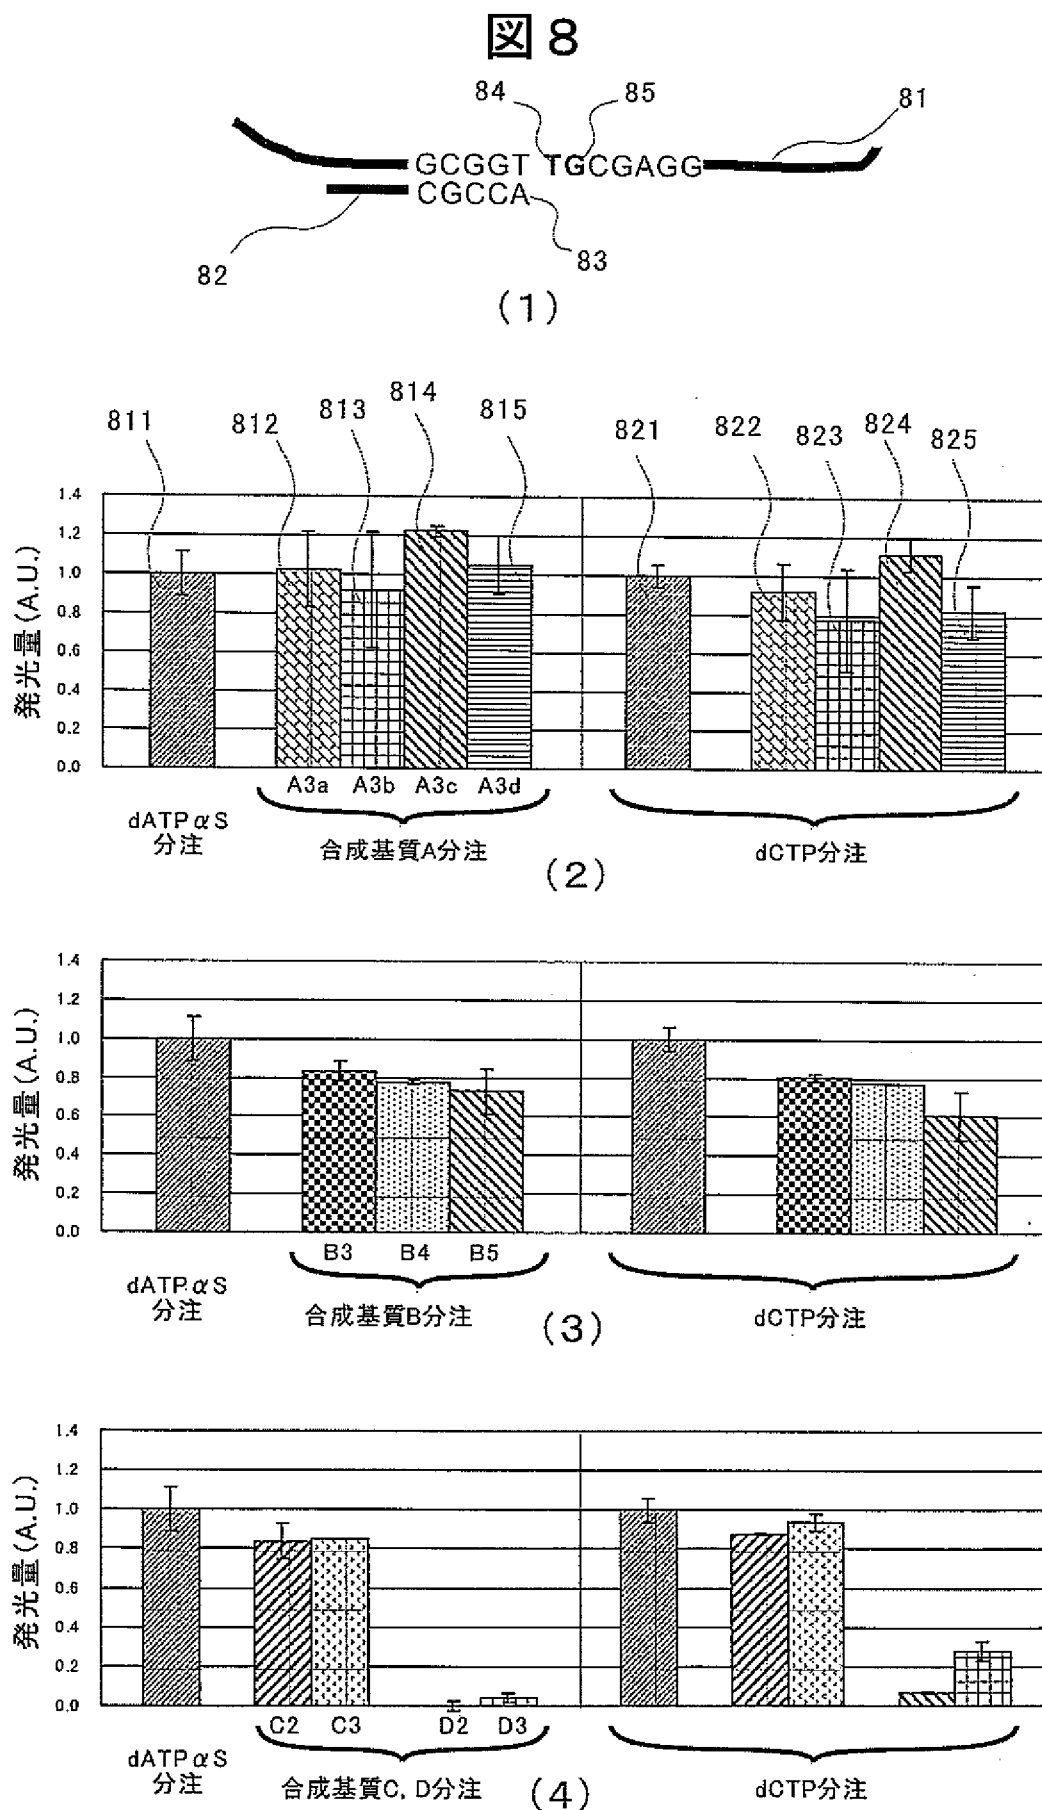 図8
84 85 81
GCGGT TGCGAGG
CGCCA
82 83
(1)
811 812 813 814 815 821 822 823 824 825
発光量(A.U.)
1.4
1.2
1.0
0.8
0.6
0.4
0.2
0.0
A3a A3b A3c A3d
dATPαS
分注
合成基質A分注
dCTP分注
(2)
発光量(A.U.)
1.4
1.2
1.0
0.8
0.6
0.4
0.2
0.0
B3 B4 B5
dATPαS
分注
合成基質B分注
dCTP分注
(3)
発光量(A.U.)
1.4
1.2
1.0
0.8
0.6
0.4
0.2
0.0
C2 C3 D2 D3
dATPαS
分注
合成基質C, D分注
dCTP分注
(4)